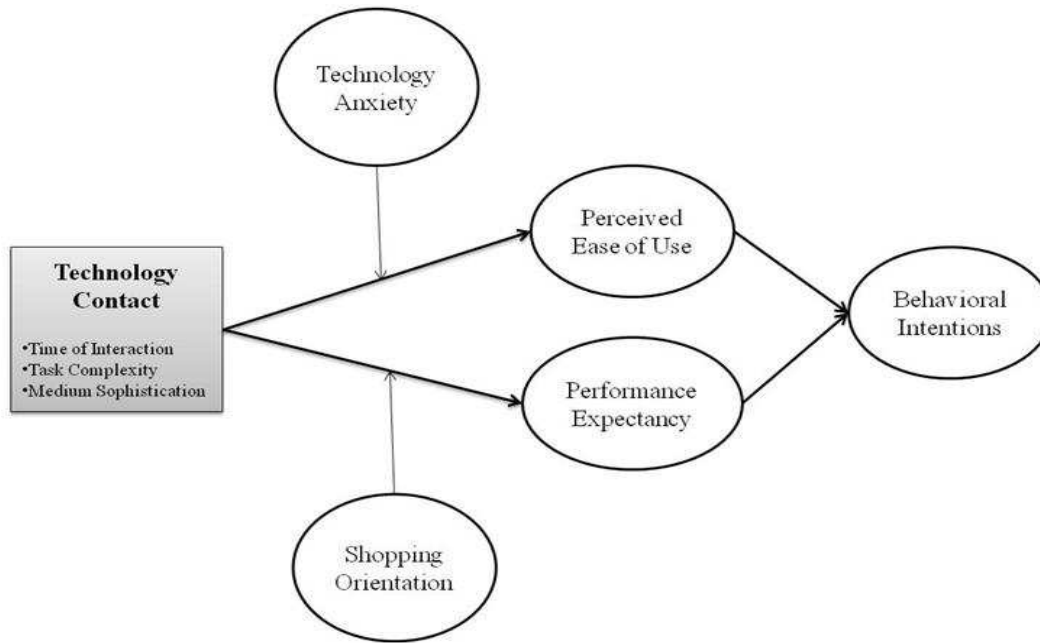 Technology
Anxiety
Technology
Contact
•Time of Interaction
•Task Complexity
•Medium Sophistication
Perceived
Ease of Use
Performance
Expectancy
Behavioral
Intentions
Shopping
Orientation